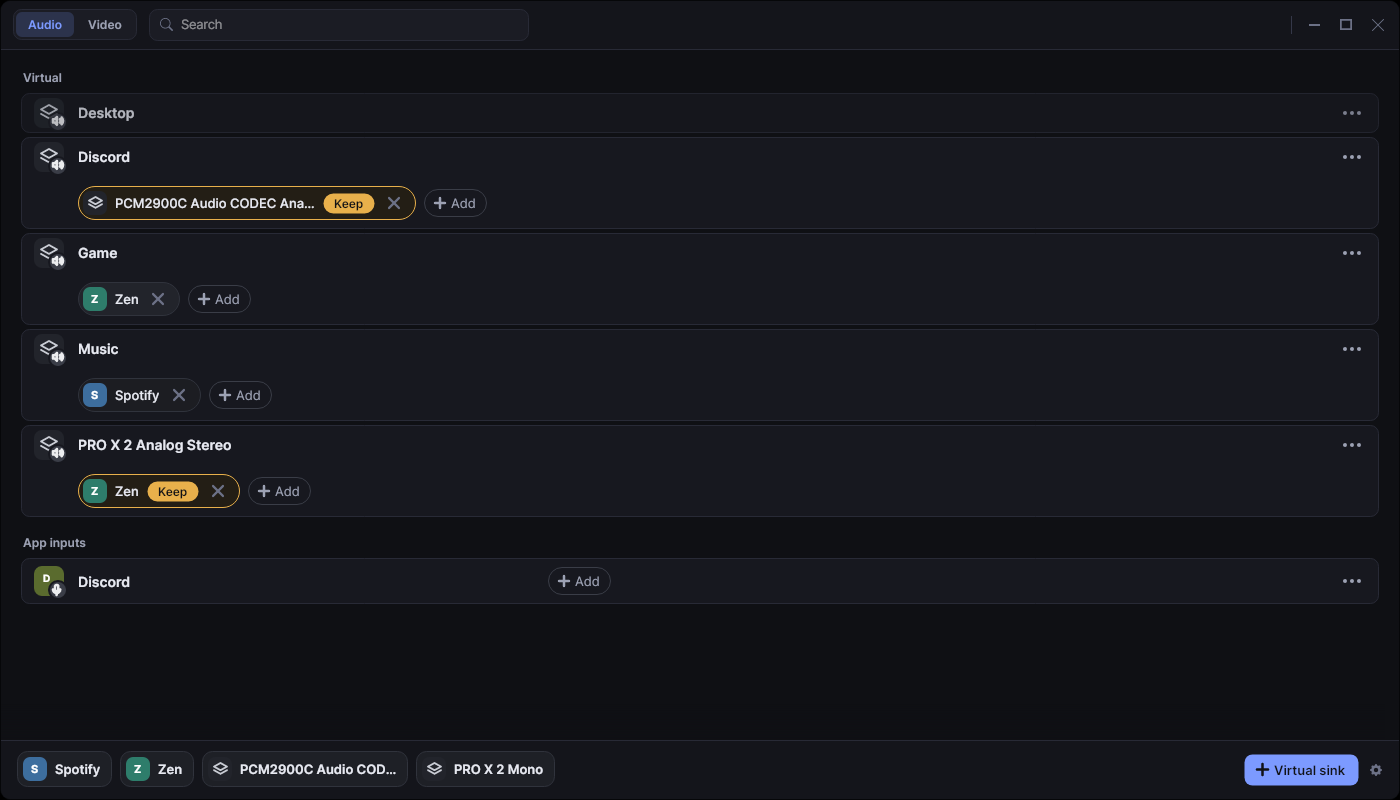 Audio Video Search
Virtual
Desktop
Discord
PCM2900C Audio CODEC Ana... Keep Add
Game
Z Zen Add
Music
S Spotify Add
PRO X 2 Analog Stereo
Z Zen Keep Add
App inputs
D Discord Add
S Spotify Z Zen PCM2900C Audio COD... PRO X 2 Mono Virtual sink